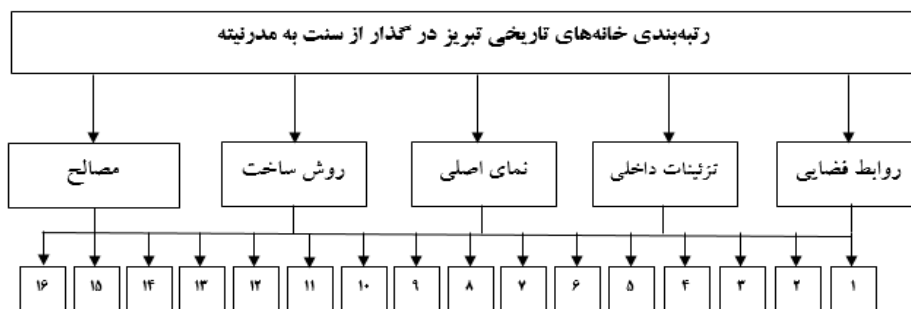 رتبه‌بندی خانه‌های تاریخی تبریز در گذار از سنت به مدرنیته
روابط فضایی
تزئینات داخلی
نمای اصلی
روش ساخت
مصالح
۱ ۲ ۳ ۴ ۵ ۶ ۷ ۸ ۹ ۱۰ ۱۱ ۱۲ ۱۳ ۱۴ ۱۵ ۱۶